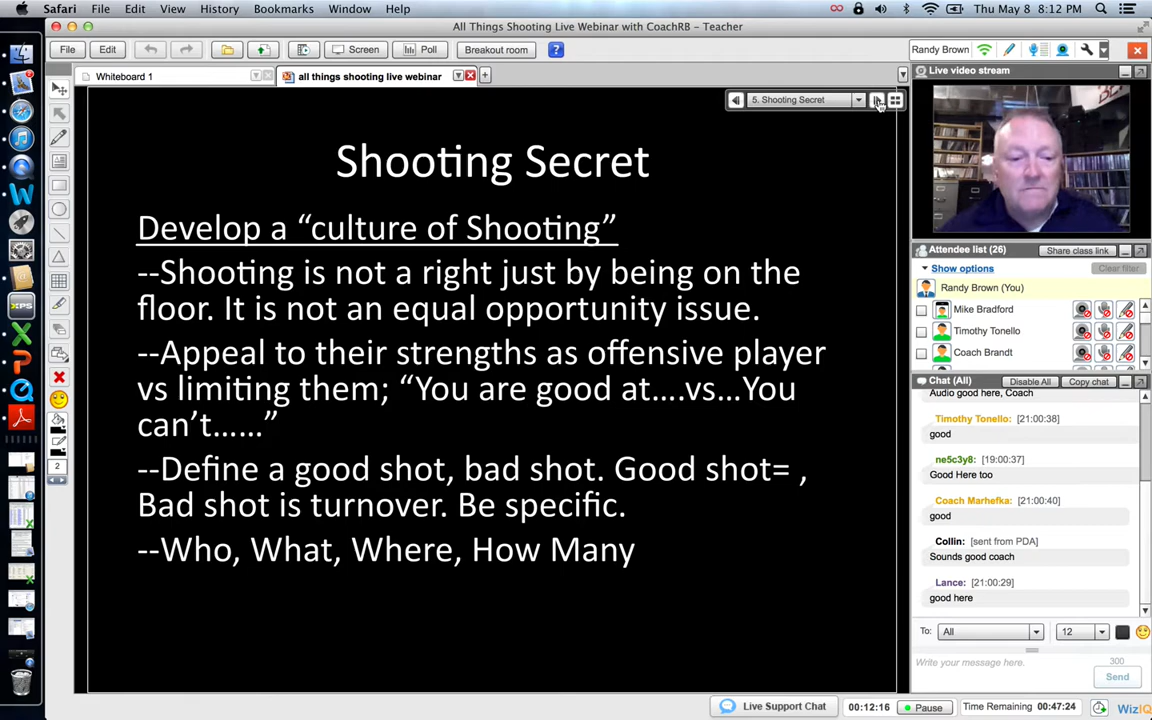 Safari File Edit View History Bookmarks Window Help Thu May 8 8:12 PM
All Things Shooting Live Webinar with CoachRB - Teacher
File Edit Screen Poll Breakout room ? Randy Brown
Whiteboard 1 all things shooting live webinar
5. Shooting Secret
Shooting Secret
Develop a “culture of Shooting”
--Shooting is not a right just by being on the
floor. It is not an equal opportunity issue.
--Appeal to their strengths as offensive player
vs limiting them; “You are good at….vs…You
can’t……”
--Define a good shot, bad shot. Good shot= ,
Bad shot is turnover. Be specific.
--Who, What, Where, How Many
2
Live video stream
Attendee list (26) Share class link
Show options Clear filter
Randy Brown (You)
Mike Bradford
Timothy Tonello
Coach Brandt
Chat (All) Disable All Copy chat
Audio good here, Coach
Timothy Tonello: [21:00:38]
good
ne5c3y8: [19:00:37]
Good Here too
Coach Marhefka: [21:00:40]
good
Collin: [sent from PDA]
Sounds good coach
Lance: [21:00:29]
good here
To: All 12
Write your message here. 300
Send
Live Support Chat 00:12:16 Pause Time Remaining 00:47:24 WizIQ
XPS